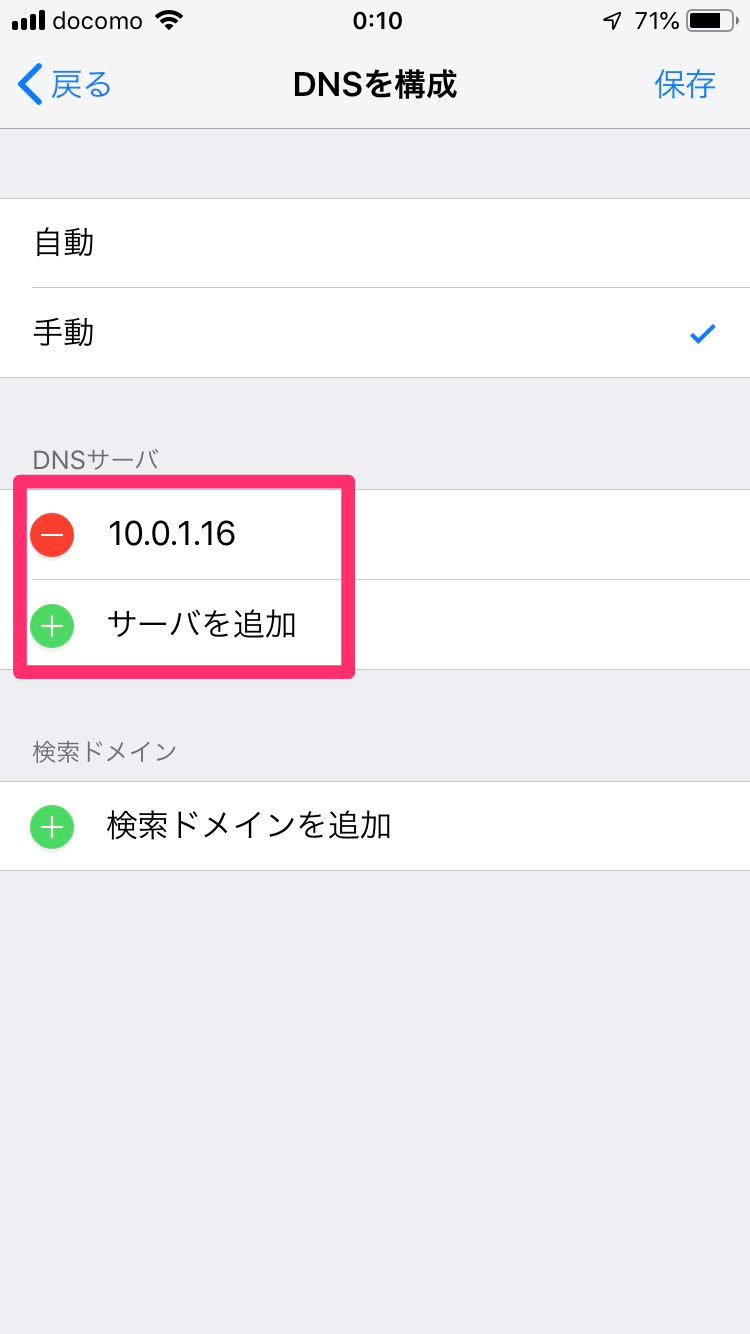 docomo 0:10 71%
戻る DNSを構成 保存
自動
手動
DNSサーバ
10.0.1.16
サーバを追加
検索ドメイン
検索ドメインを追加